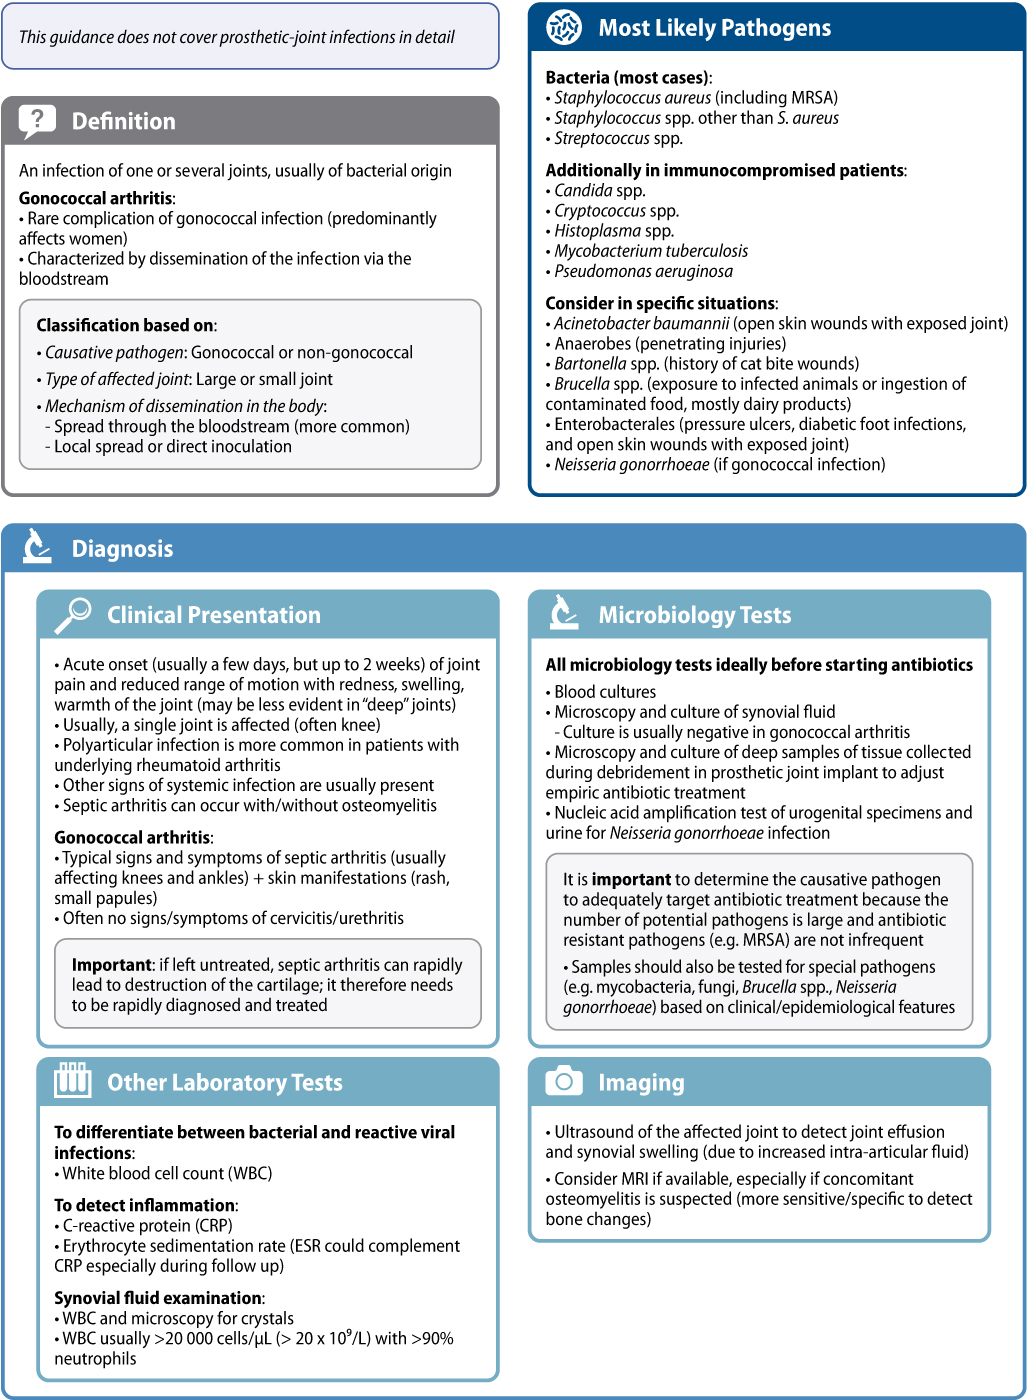 This guidance does not cover prosthetic-joint infections in detail
Definition
An infection of one or several joints, usually of bacterial origin
Gonococcal arthritis:
• Rare complication of gonococcal infection (predominantly
affects women)
• Characterized by dissemination of the infection via the
bloodstream
Classification based on:
• Causative pathogen: Gonococcal or non-gonococcal
• Type of affected joint: Large or small joint
• Mechanism of dissemination in the body:
- Spread through the bloodstream (more common)
- Local spread or direct inoculation
Most Likely Pathogens
Bacteria (most cases):
• Staphylococcus aureus (including MRSA)
• Staphylococcus spp. other than S. aureus
• Streptococcus spp.
Additionally in immunocompromised patients:
• Candida spp.
• Cryptococcus spp.
• Histoplasma spp.
• Mycobacterium tuberculosis
• Pseudomonas aeruginosa
Consider in specific situations:
• Acinetobacter baumannii (open skin wounds with exposed joint)
• Anaerobes (penetrating injuries)
• Bartonella spp. (history of cat bite wounds)
• Brucella spp. (exposure to infected animals or ingestion of
contaminated food, mostly dairy products)
• Enterobacterales (pressure ulcers, diabetic foot infections,
and open skin wounds with exposed joint)
• Neisseria gonorrhoeae (if gonococcal infection)
Diagnosis
Clinical Presentation
• Acute onset (usually a few days, but up to 2 weeks) of joint
pain and reduced range of motion with redness, swelling,
warmth of the joint (may be less evident in “deep” joints)
• Usually, a single joint is affected (often knee)
• Polyarticular infection is more common in patients with
underlying rheumatoid arthritis
• Other signs of systemic infection are usually present
• Septic arthritis can occur with/without osteomyelitis
Gonococcal arthritis:
• Typical signs and symptoms of septic arthritis (usually
affecting knees and ankles) + skin manifestations (rash,
small papules)
• Often no signs/symptoms of cervicitis/urethritis
Important: if left untreated, septic arthritis can rapidly
lead to destruction of the cartilage; it therefore needs
to be rapidly diagnosed and treated
Microbiology Tests
All microbiology tests ideally before starting antibiotics
• Blood cultures
• Microscopy and culture of synovial fluid
- Culture is usually negative in gonococcal arthritis
• Microscopy and culture of deep samples of tissue collected
during debridement in prosthetic joint implant to adjust
empiric antibiotic treatment
• Nucleic acid amplification test of urogenital specimens and
urine for Neisseria gonorrhoeae infection
It is important to determine the causative pathogen
to adequately target antibiotic treatment because the
number of potential pathogens is large and antibiotic
resistant pathogens (e.g. MRSA) are not infrequent
• Samples should also be tested for special pathogens
(e.g. mycobacteria, fungi, Brucella spp., Neisseria
gonorrhoeae) based on clinical/epidemiological features
Other Laboratory Tests
To differentiate between bacterial and reactive viral
infections:
• White blood cell count (WBC)
To detect inflammation:
• C-reactive protein (CRP)
• Erythrocyte sedimentation rate (ESR could complement
CRP especially during follow up)
Synovial fluid examination:
• WBC and microscopy for crystals
• WBC usually >20 000 cells/μL (> 20 x 10⁹/L) with >90%
neutrophils
Imaging
• Ultrasound of the affected joint to detect joint effusion
and synovial swelling (due to increased intra-articular fluid)
• Consider MRI if available, especially if concomitant
osteomyelitis is suspected (more sensitive/specific to detect
bone changes)